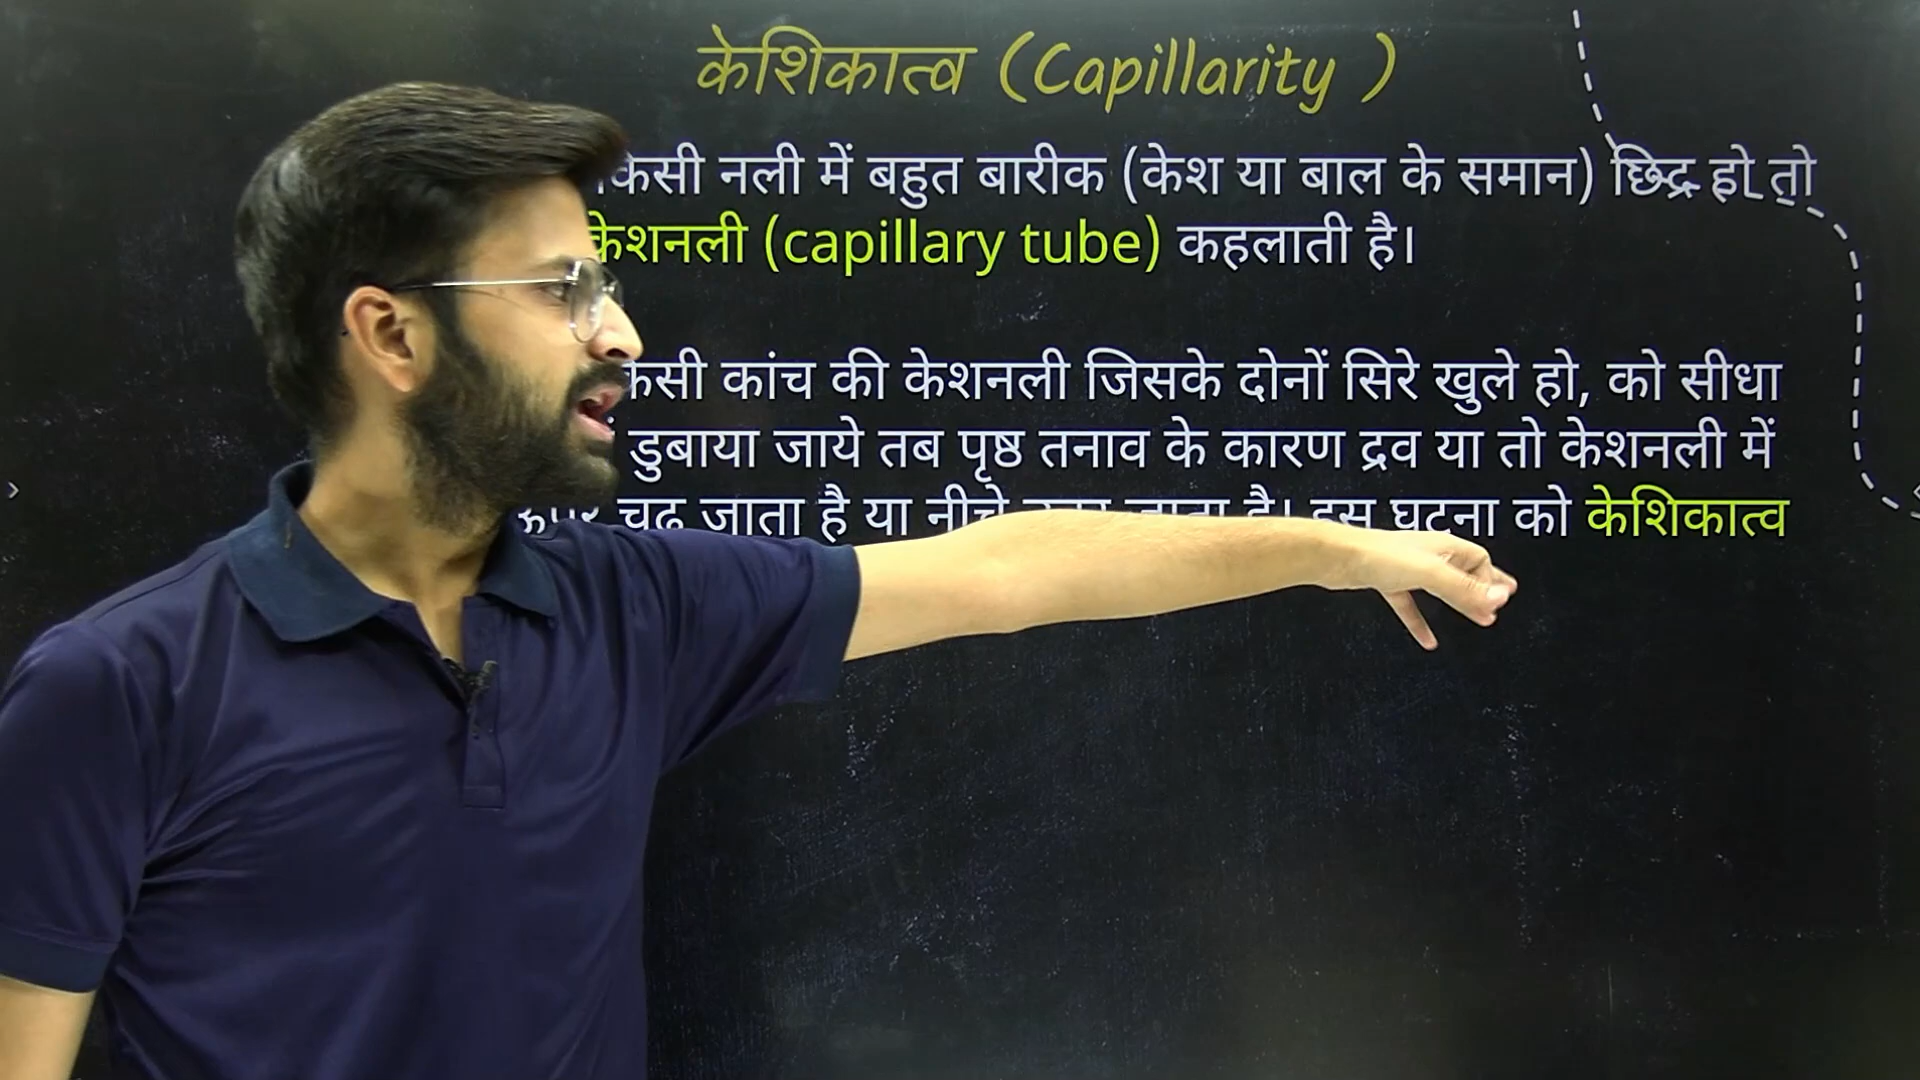 केशिकात्व (Capillarity )
नली में बहुत बारीक (केश या बाल के समान) छिद्र हो तो
केशनली (capillary tube) कहलाती है।
कांच की केशनली जिसके दोनों सिरे खुले हो, को सीधा
डुबाया जाये तब पृष्ठ तनाव के कारण द्रव या तो केशनली में
चढ़ जाता है या नीचे है। इस घटना को केशिकात्व